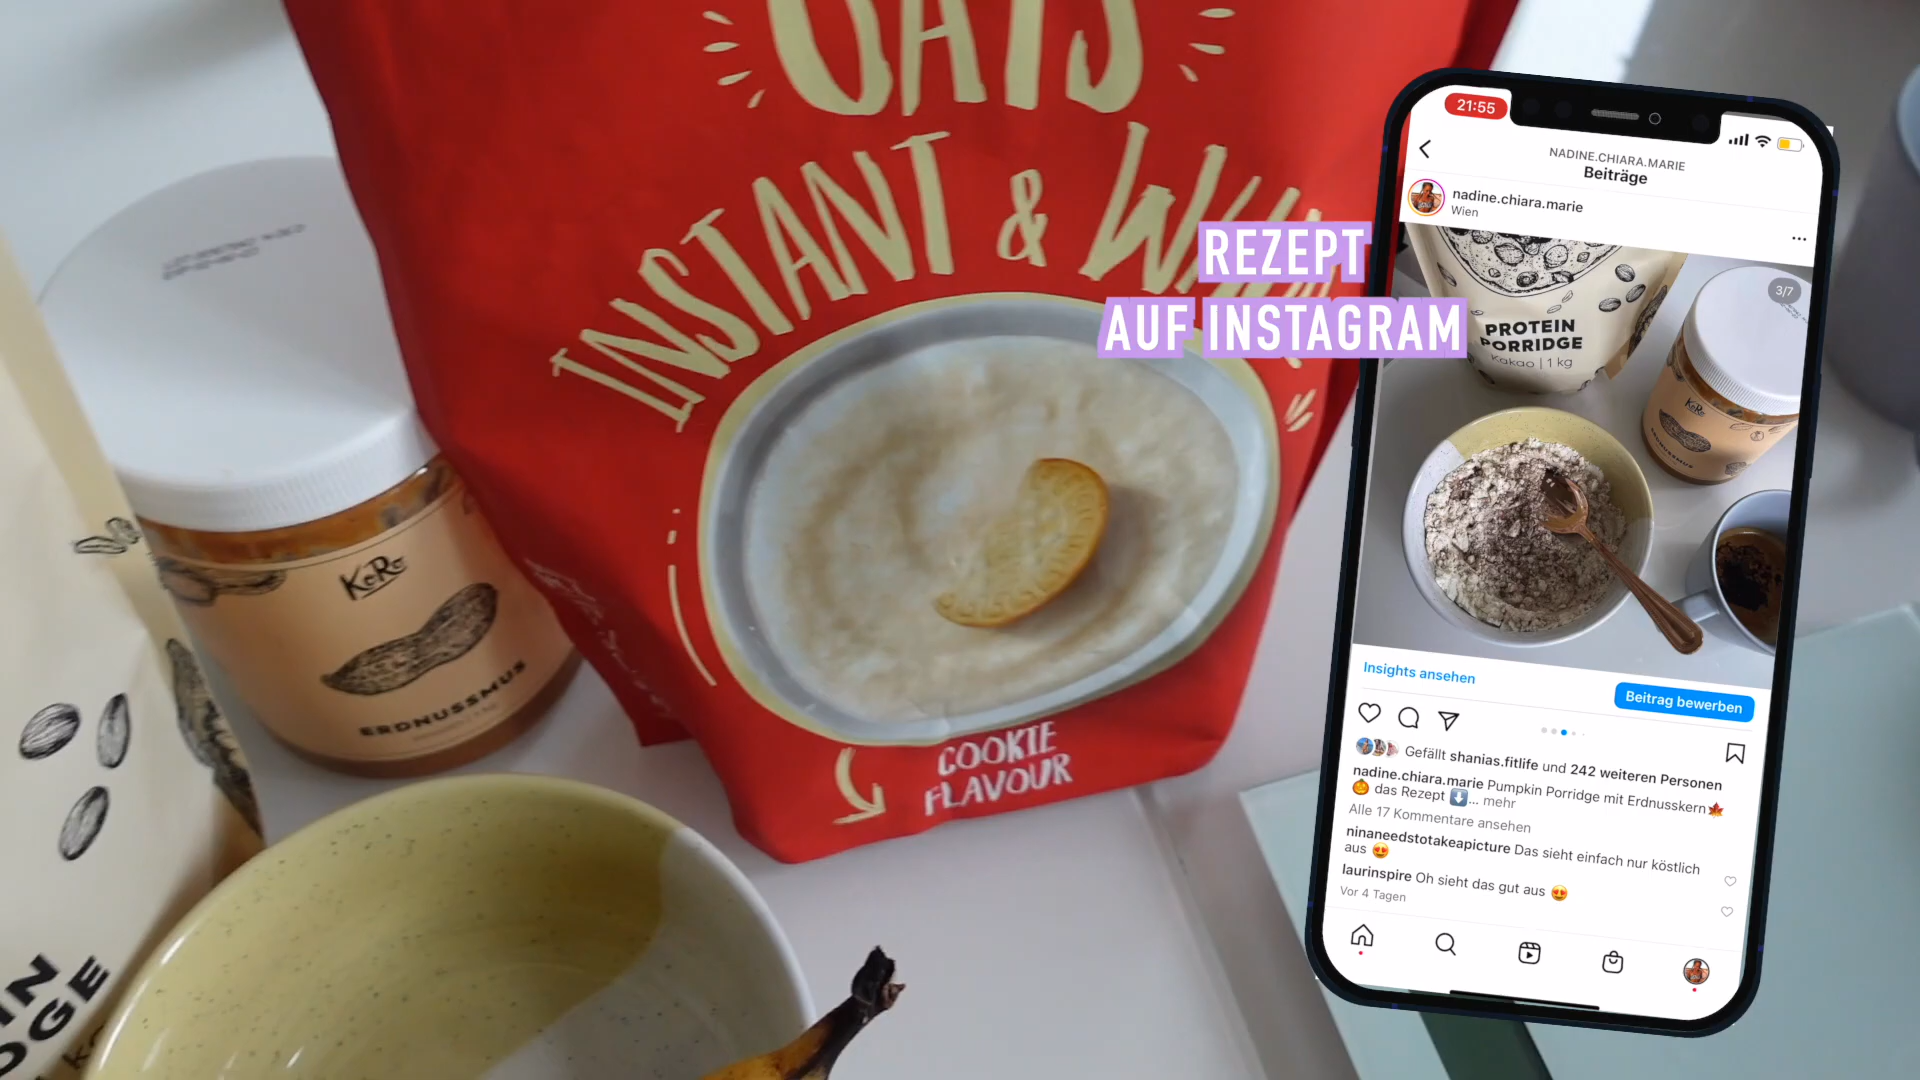 OATS
INSTANT & WHEY
COOKIE
FLAVOUR
KoRo
ERDNUSSMUS
REZEPT
AUF INSTAGRAM
21:55
NADINE.CHIARA.MARIE
Beiträge
nadine.chiara.marie
Wien
3/7
PROTEIN
PORRIDGE
Kakao | 1 kg
KoRo
ERDNUSSMUS
Insights ansehen
Beitrag bewerben
Gefällt shanias.fitlife und 242 weiteren Personen
nadine.chiara.marie Pumpkin Porridge mit Erdnusskern🍁
🎃 das Rezept ⬇️... mehr
Alle 17 Kommentare ansehen
ninaneedstotakeapicture Das sieht einfach nur köstlich
aus 😍
laurinspire Oh sieht das gut aus 😍
Vor 4 Tagen